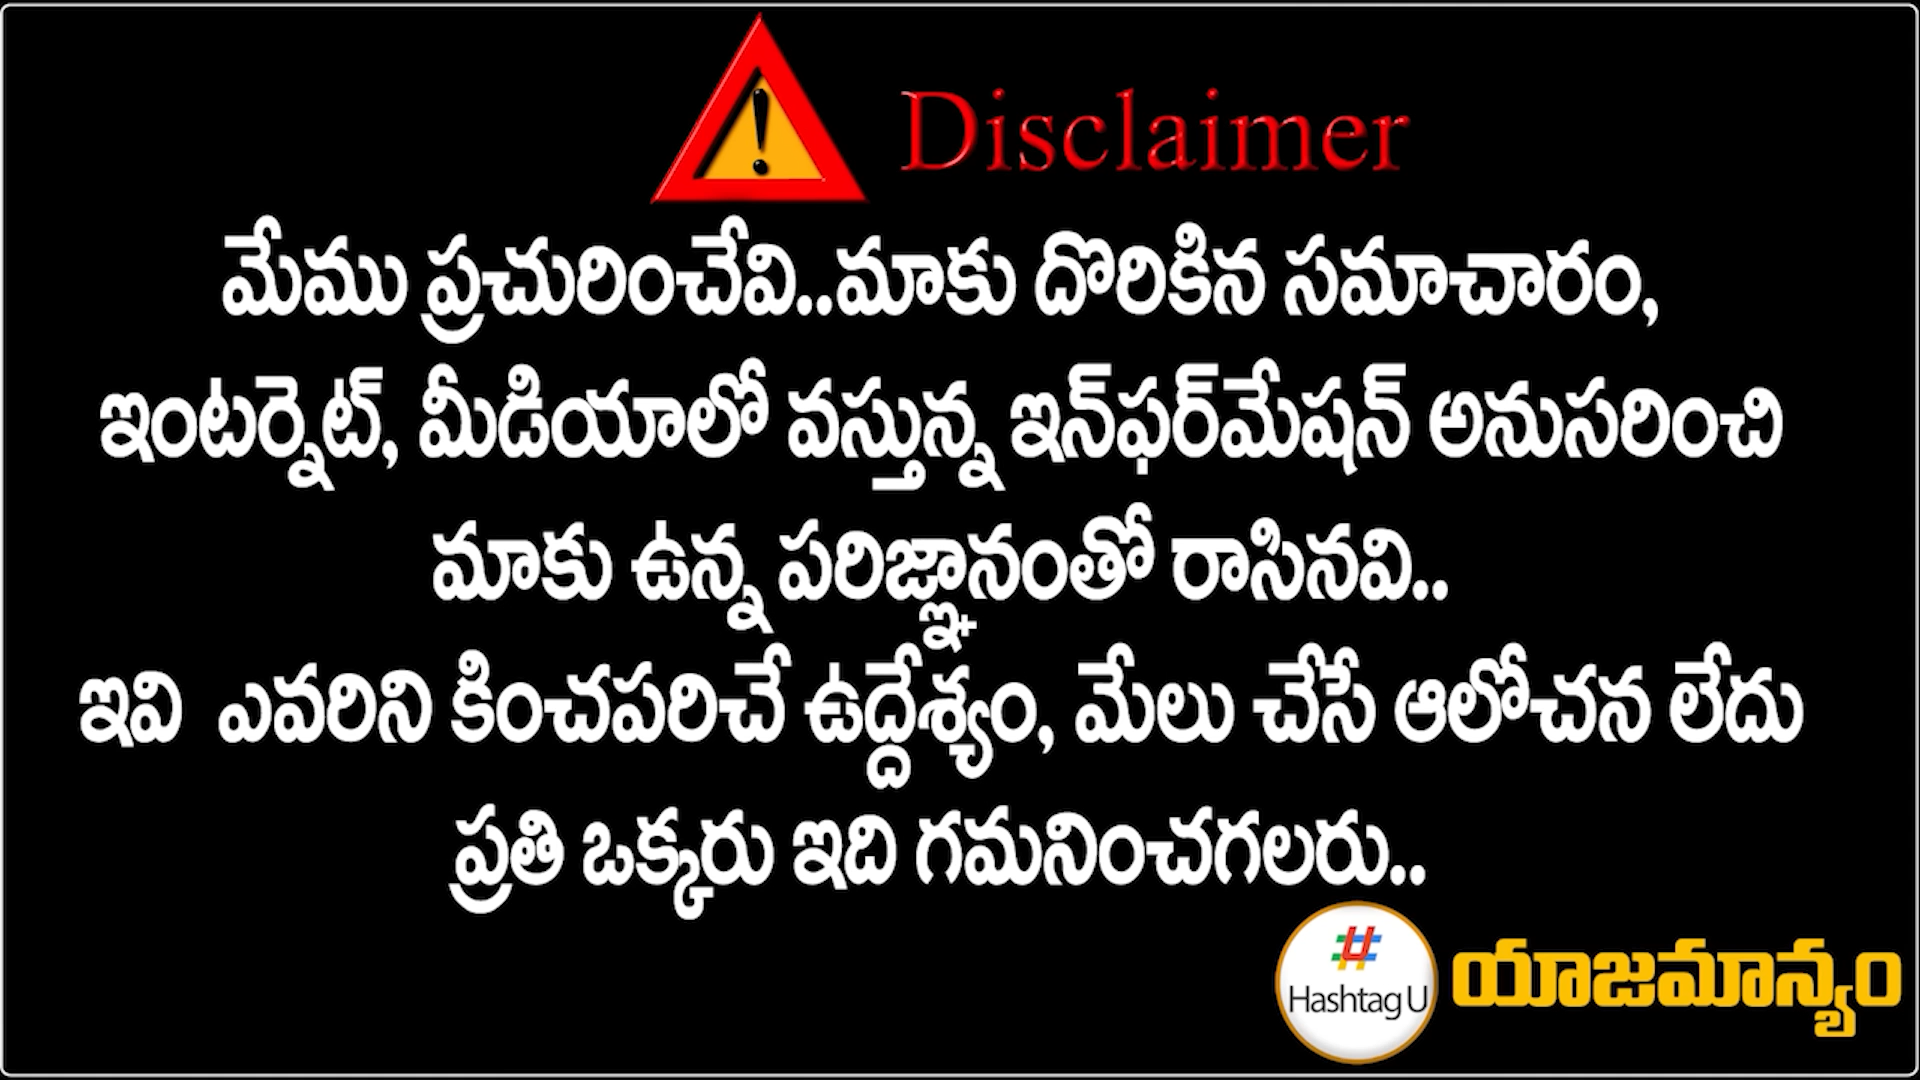 Disclaimer
మేము ప్రచురించేవి..మాకు దొరికిన సమాచారం,
ఇంటర్నెట్, మీడియాలో వస్తున్న ఇన్‌ఫర్‌మేషన్ అనుసరించి
మాకు ఉన్న పరిజ్ఞానంతో రాసినవి..
ఇవి ఎవరిని కించపరిచే ఉద్దేశ్యం, మేలు చేసే ఆలోచన లేదు
ప్రతి ఒక్కరు ఇది గమనించగలరు..
Hashtag U
యాజమాన్యం